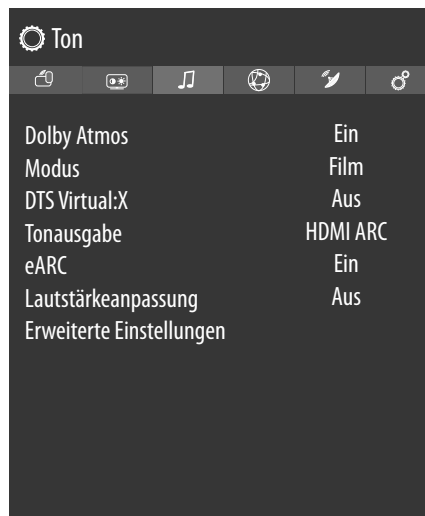 Ton
Dolby Atmos Ein
Modus Film
DTS Virtual:X Aus
Tonausgabe HDMI ARC
eARC Ein
Lautstärkeanpassung Aus
Erweiterte Einstellungen